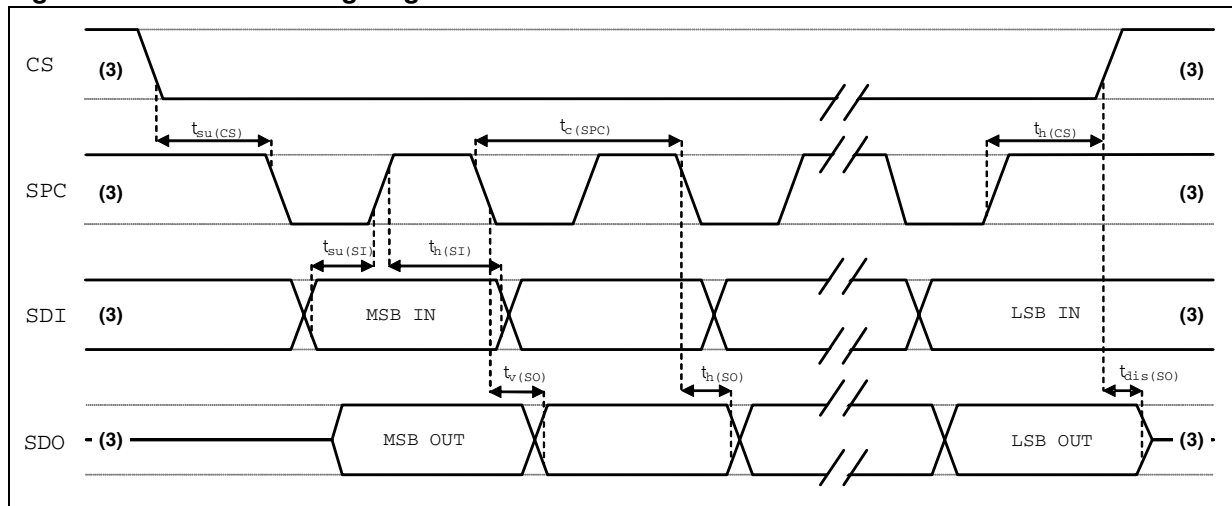 CS (3) (3)
t_su(CS) t_c(SPC) t_h(CS)
SPC (3) (3)
t_su(SI) t_h(SI)
SDI (3) MSB IN LSB IN (3)
t_v(SO) t_h(SO) t_dis(SO)
SDO (3) MSB OUT LSB OUT (3)